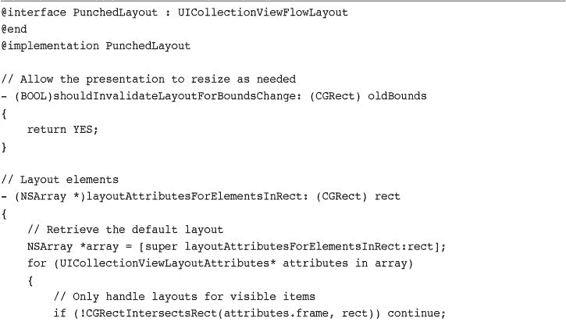 @interface PunchedLayout : UICollectionViewFlowLayout
@end
@implementation PunchedLayout
// Allow the presentation to resize as needed
- (BOOL)shouldInvalidateLayoutForBoundsChange: (CGRect) oldBounds
{
    return YES;
}
// Layout elements
- (NSArray *)layoutAttributesForElementsInRect: (CGRect) rect
{
    // Retrieve the default layout
    NSArray *array = [super layoutAttributesForElementsInRect:rect];
    for (UICollectionViewLayoutAttributes* attributes in array)
    {
        // Only handle layouts for visible items
        if (!CGRectIntersectsRect(attributes.frame, rect)) continue;